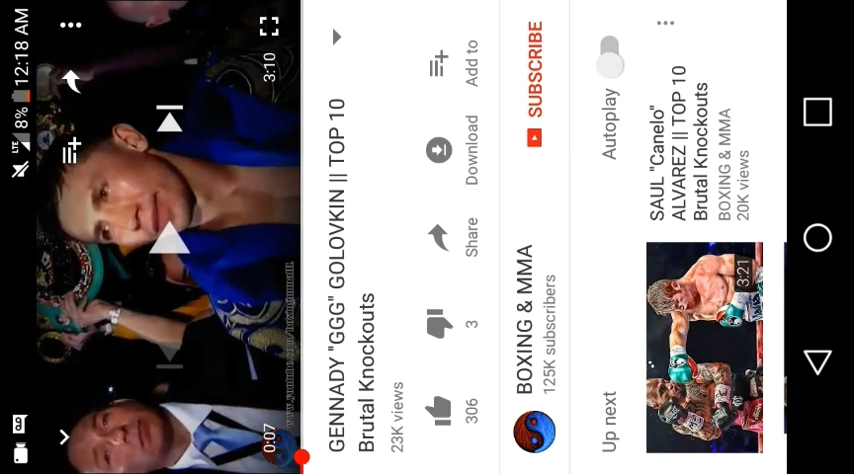 LTE 8% 12:18 AM
0:07
3:10
GENNADY "GGG" GOLOVKIN || TOP 10
Brutal Knockouts
23K views
306
3
Share
Download
Add to
BOXING & MMA
125K subscribers
SUBSCRIBE
Up next
Autoplay
3:21
SAUL "Canelo"
ALVAREZ || TOP 10
Brutal Knockouts
BOXING & MMA
20K views